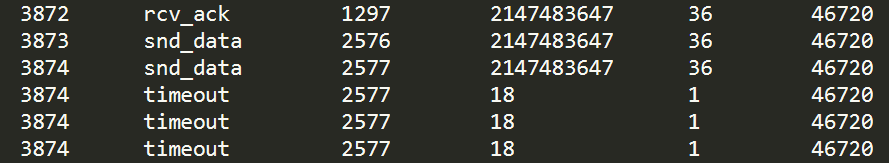 3872 rcv_ack 1297 2147483647 36 46720
3873 snd_data 2576 2147483647 36 46720
3874 snd_data 2577 2147483647 36 46720
3874 timeout 2577 18 1 46720
3874 timeout 2577 18 1 46720
3874 timeout 2577 18 1 46720